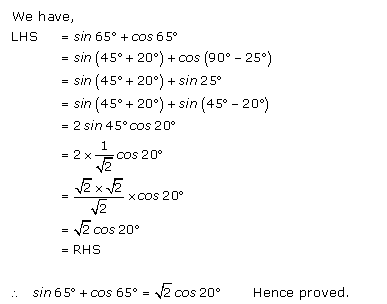 We have,
LHS = sin 65° + cos 65°
= sin (45° + 20°) + cos (90° − 25°)
= sin (45° + 20°) + sin 25°
= sin (45° + 20°) + sin (45° − 20°)
= 2 sin 45° cos 20°
= 2 × 1/√2 cos 20°
= √2 × √2/√2 × cos 20°
= √2 cos 20°
= RHS
∴ sin 65° + cos 65° = √2 cos 20° Hence proved.